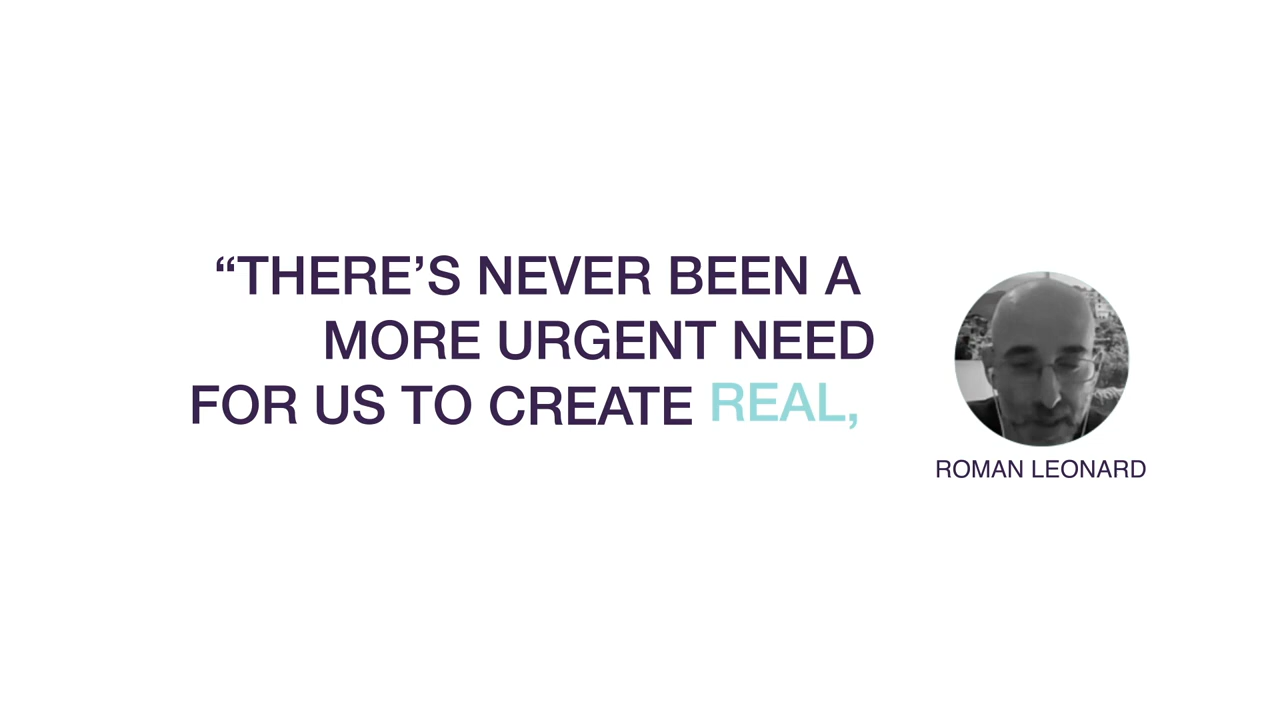 “THERE’S NEVER BEEN A
MORE URGENT NEED
FOR US TO CREATE REAL,
ROMAN LEONARD